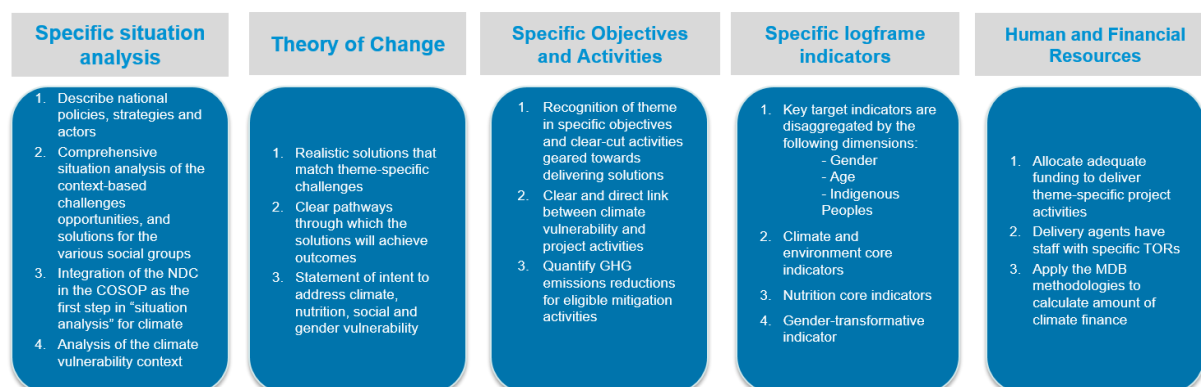 Specific situation
analysis
1. Describe national
policies, strategies and
actors
2. Comprehensive
situation analysis of the
context-based
challenges
opportunities, and
solutions for the
various social groups
3. Integration of the NDC
in the COSOP as the
first step in “situation
analysis” for climate
4. Analysis of the climate
vulnerability context
Theory of Change
1. Realistic solutions that
match theme-specific
challenges
2. Clear pathways
through which the
solutions will achieve
outcomes
3. Statement of intent to
address climate,
nutrition, social and
gender vulnerability
Specific Objectives
and Activities
1. Recognition of theme
in specific objectives
and clear-cut activities
geared towards
delivering solutions
2. Clear and direct link
between climate
vulnerability and
project activities
3. Quantify GHG
emissions reductions
for eligible mitigation
activities
Specific logframe
indicators
1. Key target indicators are
disaggregated by the
following dimensions:
- Gender
- Age
- Indigenous
Peoples
2. Climate and
environment core
indicators
3. Nutrition core indicators
4. Gender-transformative
indicator
Human and Financial
Resources
1. Allocate adequate
funding to deliver
theme-specific project
activities
2. Delivery agents have
staff with specific TORs
3. Apply the MDB
methodologies to
calculate amount of
climate finance